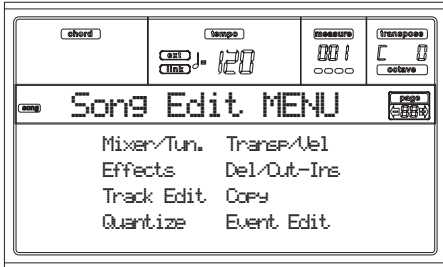 chord tempo measure transpose
ext ♩= 120 001 C 0
link octave
song Song Edit MENU page
Mixer/Tun. Transp/Vel
Effects Del/Cut-Ins
Track Edit Copy
Quantize Event Edit